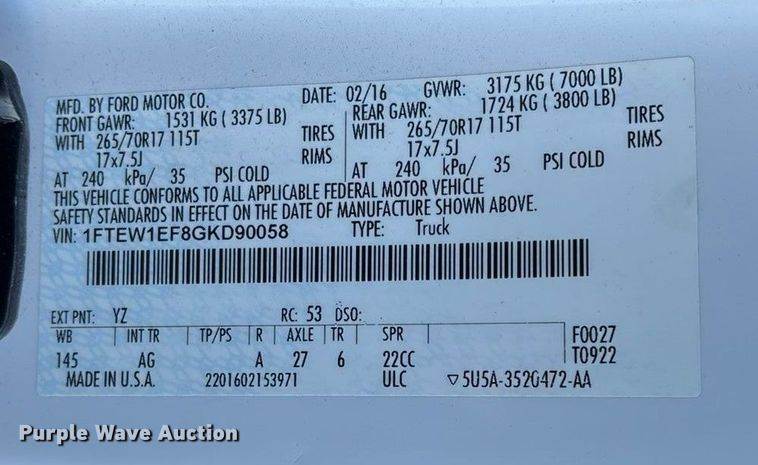 MFD. BY FORD MOTOR CO. DATE: 02/16 GVWR: 3175 KG ( 7000 LB)
FRONT GAWR: 1531 KG ( 3375 LB) REAR GAWR: 1724 KG ( 3800 LB)
WITH 265/70R17 115T TIRES WITH 265/70R17 115T TIRES
17x7.5J RIMS 17x7.5J RIMS
AT 240 kPa/ 35 PSI COLD AT 240 kPa/ 35 PSI COLD
THIS VEHICLE CONFORMS TO ALL APPLICABLE FEDERAL MOTOR VEHICLE
SAFETY STANDARDS IN EFFECT ON THE DATE OF MANUFACTURE SHOWN ABOVE.
VIN: 1FTEW1EF8GKD90058 TYPE: Truck
EXT PNT: YZ RC: 53 DSO:
WB INT TR TP/PS R AXLE TR SPR F0027
145 AG A 27 6 22CC T0922
MADE IN U.S.A. 2201602153971 ULC ▽5U5A-3520472-AA
Purple Wave Auction